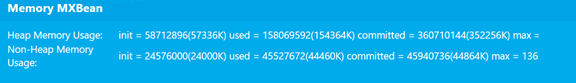 Memory MXBean
Heap Memory Usage: init = 58712896(57336K) used = 158069592(154364K) committed = 360710144(352256K) max =
Non-Heap Memory Usage: init = 24576000(24000K) used = 45527672(44460K) committed = 45940736(44864K) max = 136